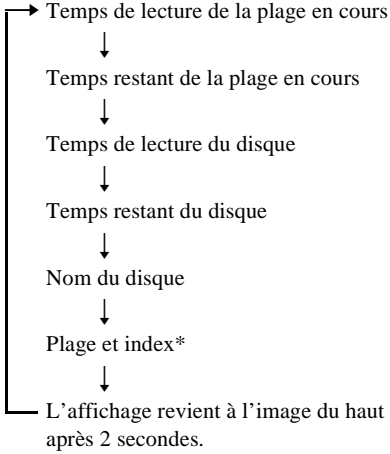 Temps de lecture de la plage en cours
Temps restant de la plage en cours
Temps de lecture du disque
Temps restant du disque
Nom du disque
Plage et index*
L’affichage revient à l’image du haut
après 2 secondes.